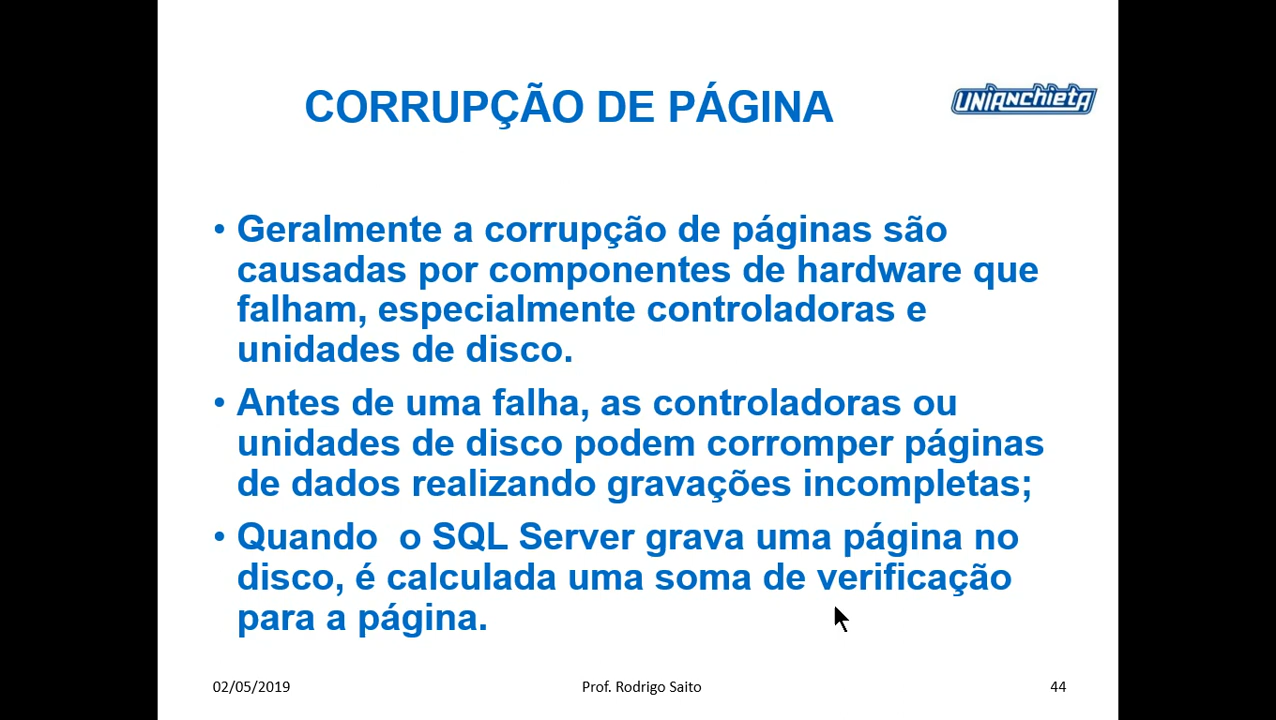 CORRUPÇÃO DE PÁGINA
UNIANCHIETA
• Geralmente a corrupção de páginas são
causadas por componentes de hardware que
falham, especialmente controladoras e
unidades de disco.
• Antes de uma falha, as controladoras ou
unidades de disco podem corromper páginas
de dados realizando gravações incompletas;
• Quando  o SQL Server grava uma página no
disco, é calculada uma soma de verificação
para a página.
02/05/2019
Prof. Rodrigo Saito
44